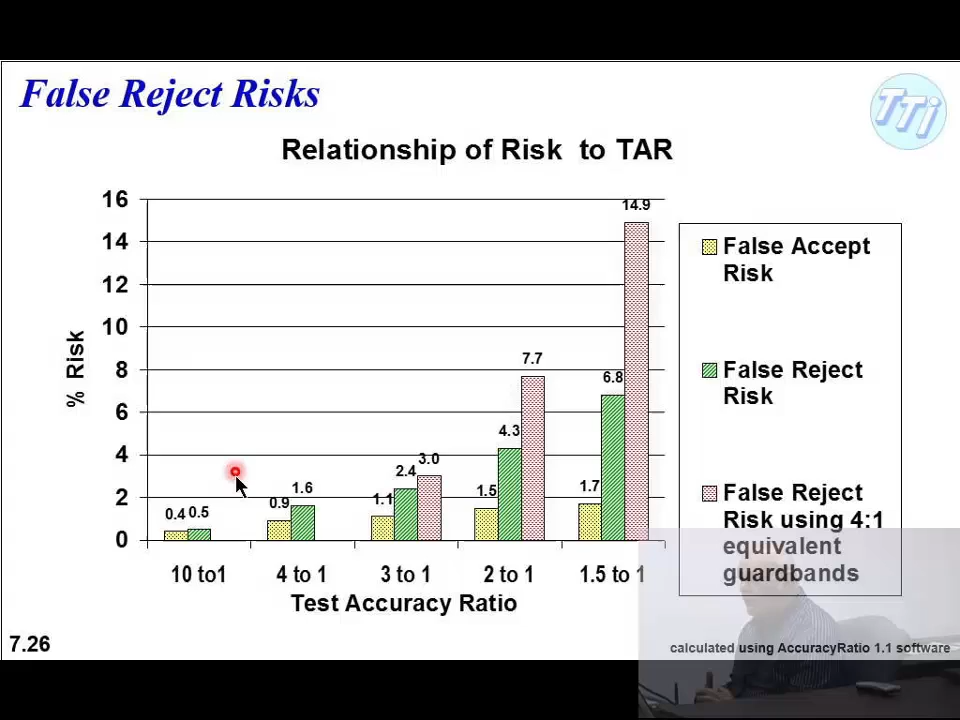 False Reject Risks
TTi
Relationship of Risk to TAR
16
14
12
10
8
6
4
2
0
% Risk
0.4 0.5
0.9 1.6
1.1 2.4 3.0
1.5 4.3 7.7
1.7 6.8 14.9
10 to1 4 to 1 3 to 1 2 to 1 1.5 to 1
Test Accuracy Ratio
False Accept
Risk
False Reject
Risk
False Reject
Risk using 4:1
equivalent
guardbands
7.26
calculated using AccuracyRatio 1.1 software